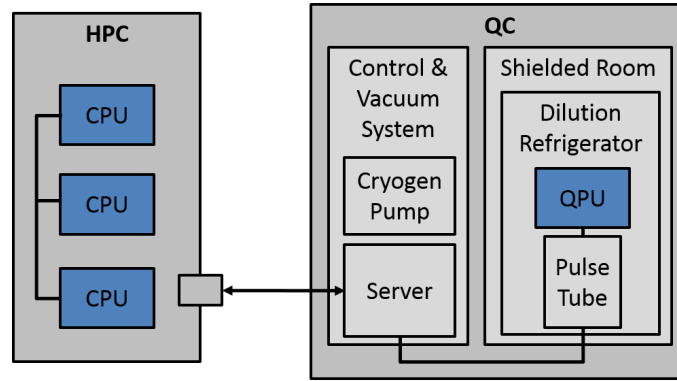 HPC
CPU
CPU
CPU
QC
Control &
Vacuum
System
Cryogen
Pump
Server
Shielded Room
Dilution
Refrigerator
QPU
Pulse
Tube